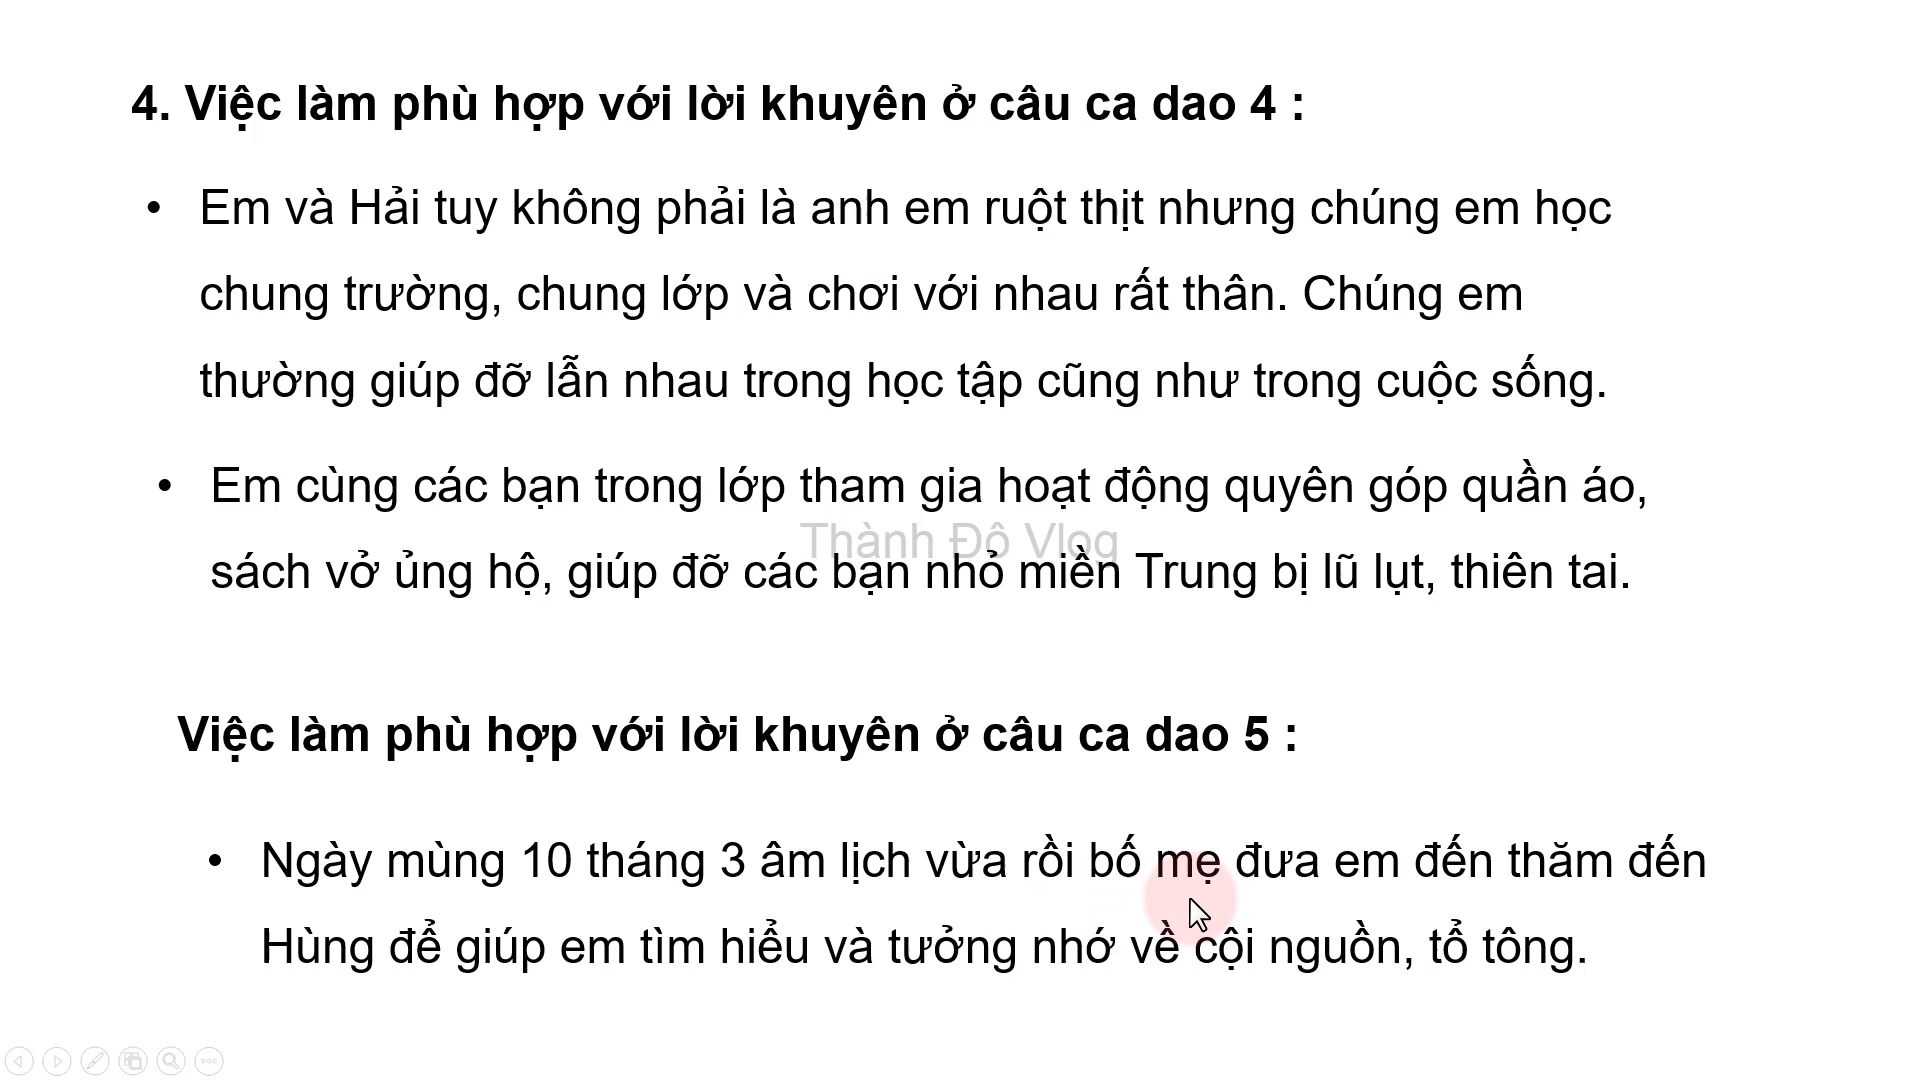 4. Việc làm phù hợp với lời khuyên ở câu ca dao 4 :
• Em và Hải tuy không phải là anh em ruột thịt nhưng chúng em học
chung trường, chung lớp và chơi với nhau rất thân. Chúng em
thường giúp đỡ lẫn nhau trong học tập cũng như trong cuộc sống.
• Em cùng các bạn trong lớp tham gia hoạt động quyên góp quần áo,
Thành Đô Vlog
sách vở ủng hộ, giúp đỡ các bạn nhỏ miền Trung bị lũ lụt, thiên tai.
Việc làm phù hợp với lời khuyên ở câu ca dao 5 :
• Ngày mùng 10 tháng 3 âm lịch vừa rồi bố mẹ đưa em đến thăm đến
Hùng để giúp em tìm hiểu và tưởng nhớ về cội nguồn, tổ tông.